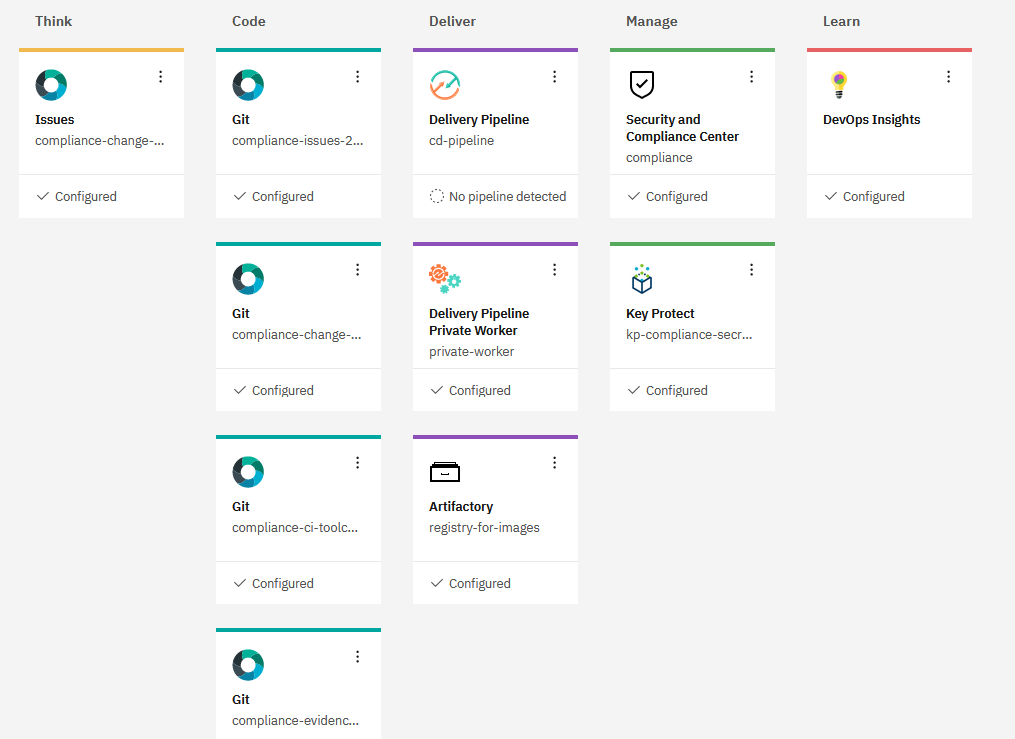 Think
Code
Deliver
Manage
Learn
Issues
compliance-change-...
Configured
Git
compliance-issues-2...
Configured
Delivery Pipeline
cd-pipeline
No pipeline detected
Security and
Compliance Center
compliance
Configured
DevOps Insights
Configured
Git
compliance-change-...
Configured
Delivery Pipeline
Private Worker
private-worker
Configured
Key Protect
kp-compliance-secr...
Configured
Git
compliance-ci-toolc...
Configured
Artifactory
registry-for-images
Configured
Git
compliance-evidenc...